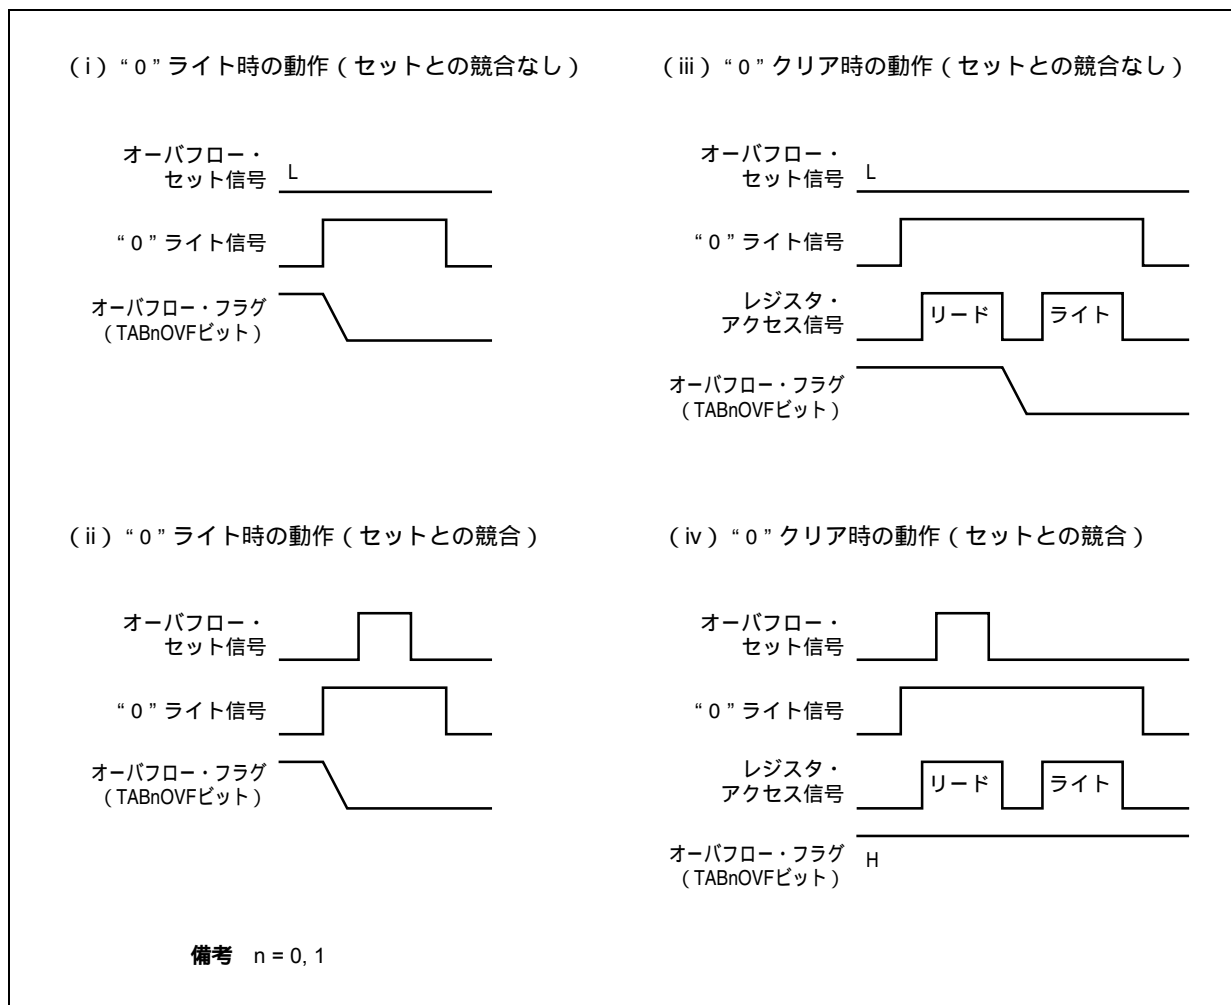 （i）“0”ライト時の動作（セットとの競合なし）
オーバフロー・
セット信号
L
“0”ライト信号
オーバフロー・フラグ
（TABnOVFビット）
（iii）“0”クリア時の動作（セットとの競合なし）
オーバフロー・
セット信号
L
“0”ライト信号
レジスタ・
アクセス信号
リード
ライト
オーバフロー・フラグ
（TABnOVFビット）
（ii）“0”ライト時の動作（セットとの競合）
オーバフロー・
セット信号
“0”ライト信号
オーバフロー・フラグ
（TABnOVFビット）
（iv）“0”クリア時の動作（セットとの競合）
オーバフロー・
セット信号
“0”ライト信号
レジスタ・
アクセス信号
リード
ライト
オーバフロー・フラグ
（TABnOVFビット）
H
備考 n = 0, 1